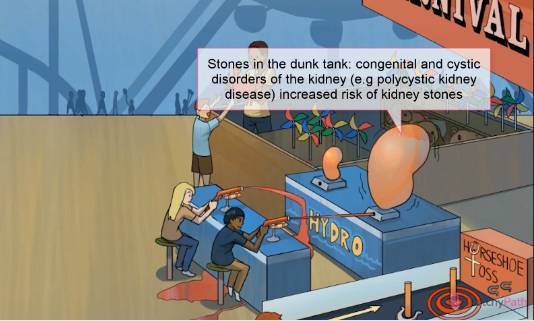 RNIVAL
Stones in the dunk tank: congenital and cystic
disorders of the kidney (e.g polycystic kidney
disease) increased risk of kidney stones
HYDRO
HORSESHOE
TOSS